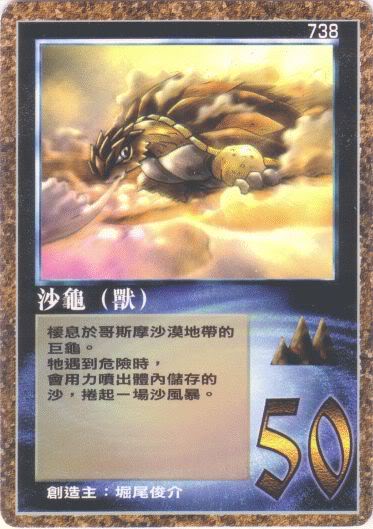 738
沙龜（獸）
棲息於哥斯摩沙漠地帶的
巨龜。
牠遇到危險時，
會用力噴出體內儲存的
沙，捲起一場沙風暴。
50
創造主：堀尾俊介